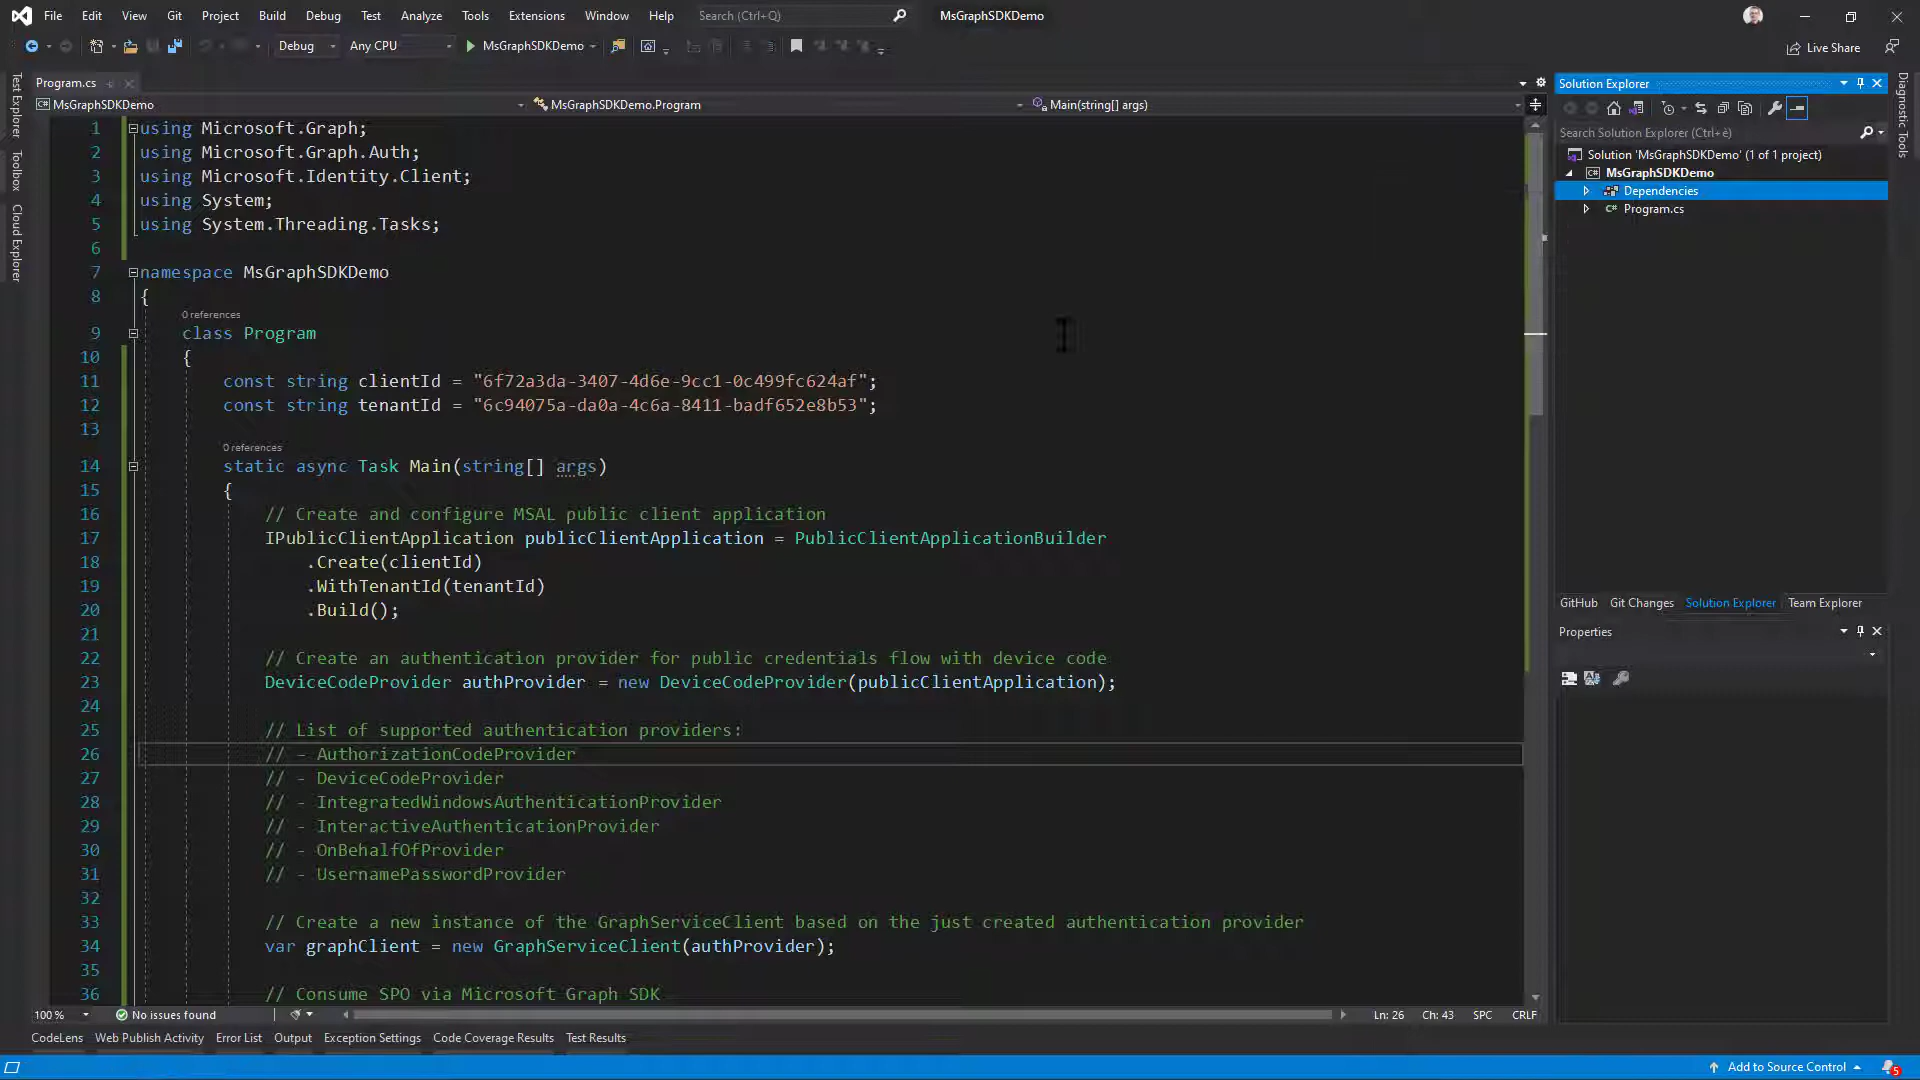 File Edit View Git Project Build Debug Test Analyze Tools Extensions Window Help Search (Ctrl+Q) MsGraphSDKDemo
Debug Any CPU MsGraphSDKDemo Live Share
Test Explorer
Toolbox
Cloud Explorer
Program.cs
MsGraphSDKDemo MsGraphSDKDemo.Program Main(string[] args)
1 using Microsoft.Graph;
2 using Microsoft.Graph.Auth;
3 using Microsoft.Identity.Client;
4 using System;
5 using System.Threading.Tasks;
6
7 namespace MsGraphSDKDemo
8 {
0 references
9 class Program
10 {
11 const string clientId = "6f72a3da-3407-4d6e-9cc1-0c499fc624af";
12 const string tenantId = "6c94075a-da0a-4c6a-8411-badf652e8b53";
13
0 references
14 static async Task Main(string[] args)
15 {
16 // Create and configure MSAL public client application
17 IPublicClientApplication publicClientApplication = PublicClientApplicationBuilder
18 .Create(clientId)
19 .WithTenantId(tenantId)
20 .Build();
21
22 // Create an authentication provider for public credentials flow with device code
23 DeviceCodeProvider authProvider = new DeviceCodeProvider(publicClientApplication);
24
25 // List of supported authentication providers:
26 // - AuthorizationCodeProvider
27 // - DeviceCodeProvider
28 // - IntegratedWindowsAuthenticationProvider
29 // - InteractiveAuthenticationProvider
30 // - OnBehalfOfProvider
31 // - UsernamePasswordProvider
32
33 // Create a new instance of the GraphServiceClient based on the just created authentication provider
34 var graphClient = new GraphServiceClient(authProvider);
35
36 // Consume SPO via Microsoft Graph SDK
100 % No issues found Ln: 26 Ch: 43 SPC CRLF
CodeLens Web Publish Activity Error List Output Exception Settings Code Coverage Results Test Results
Solution Explorer
Search Solution Explorer (Ctrl+è)
Solution 'MsGraphSDKDemo' (1 of 1 project)
MsGraphSDKDemo
Dependencies
C# Program.cs
GitHub Git Changes Solution Explorer Team Explorer
Properties
Diagnostic Tools
Add to Source Control 5